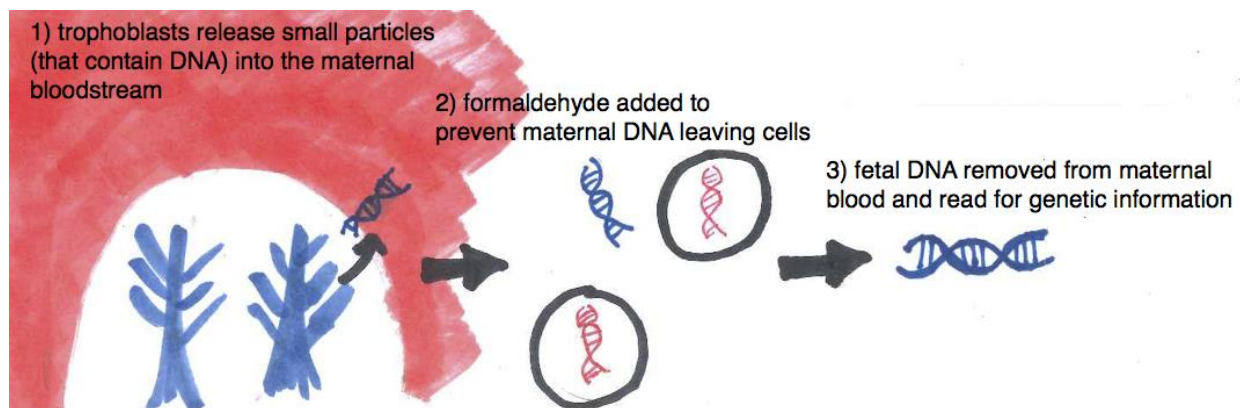 1) trophoblasts release small particles
(that contain DNA) into the maternal
bloodstream
2) formaldehyde added to
prevent maternal DNA leaving cells
3) fetal DNA removed from maternal
blood and read for genetic information